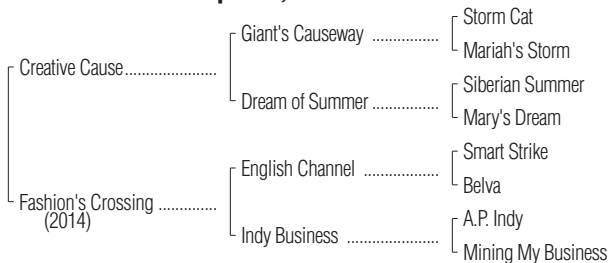 Storm Cat
Giant's Causeway ................
Mariah's Storm
Creative Cause......................
Siberian Summer
Dream of Summer ................
Mary's Dream
Smart Strike
English Channel ..................
Belva
Fashion's Crossing ..............
(2014)
A.P. Indy
Indy Business ......................
Mining My Business